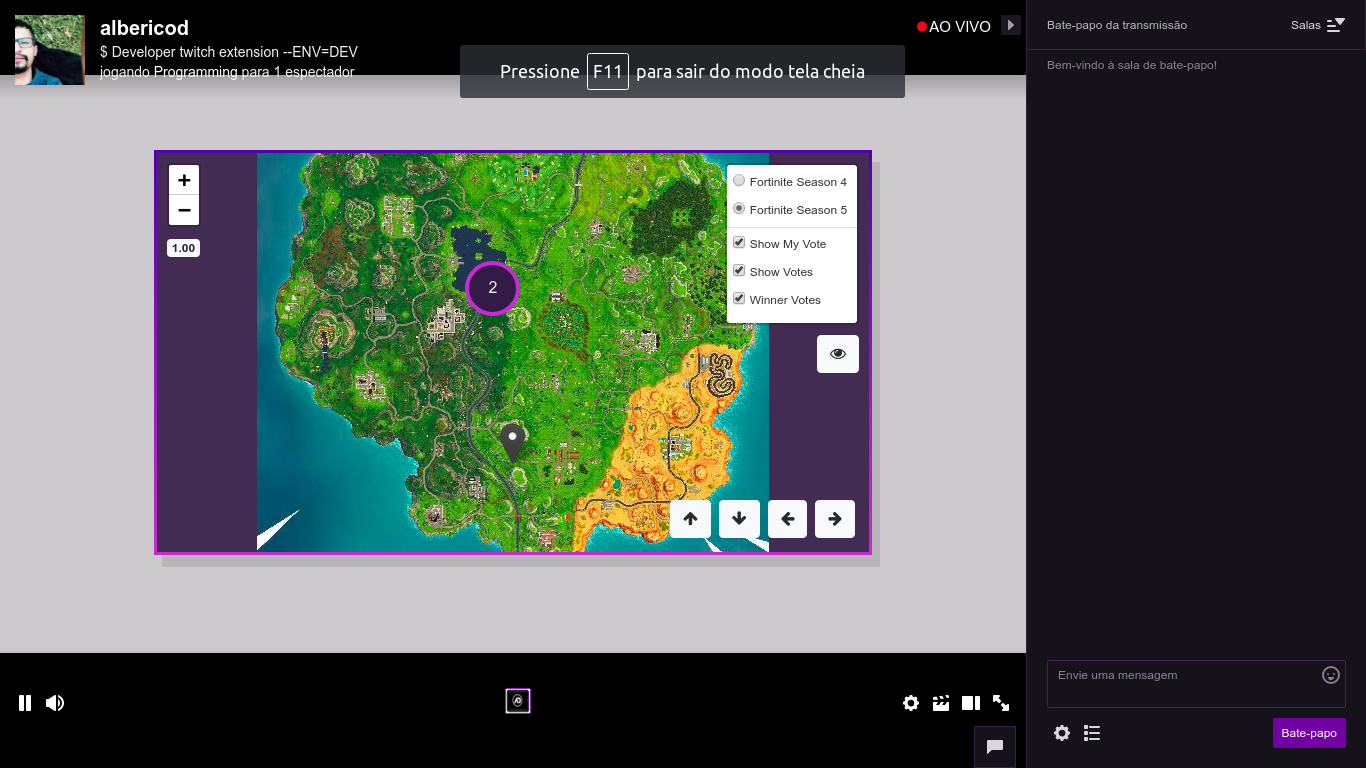 albericod
$ Developer twitch extension --ENV=DEV
jogando Programming para 1 espectador
AO VIVO
Pressione F11 para sair do modo tela cheia
Bate-papo da transmissão
Salas
Bem-vindo à sala de bate-papo!
+
−
1.00
2
Fortinite Season 4
Fortinite Season 5
Show My Vote
Show Votes
Winner Votes
Envie uma mensagem
Bate-papo